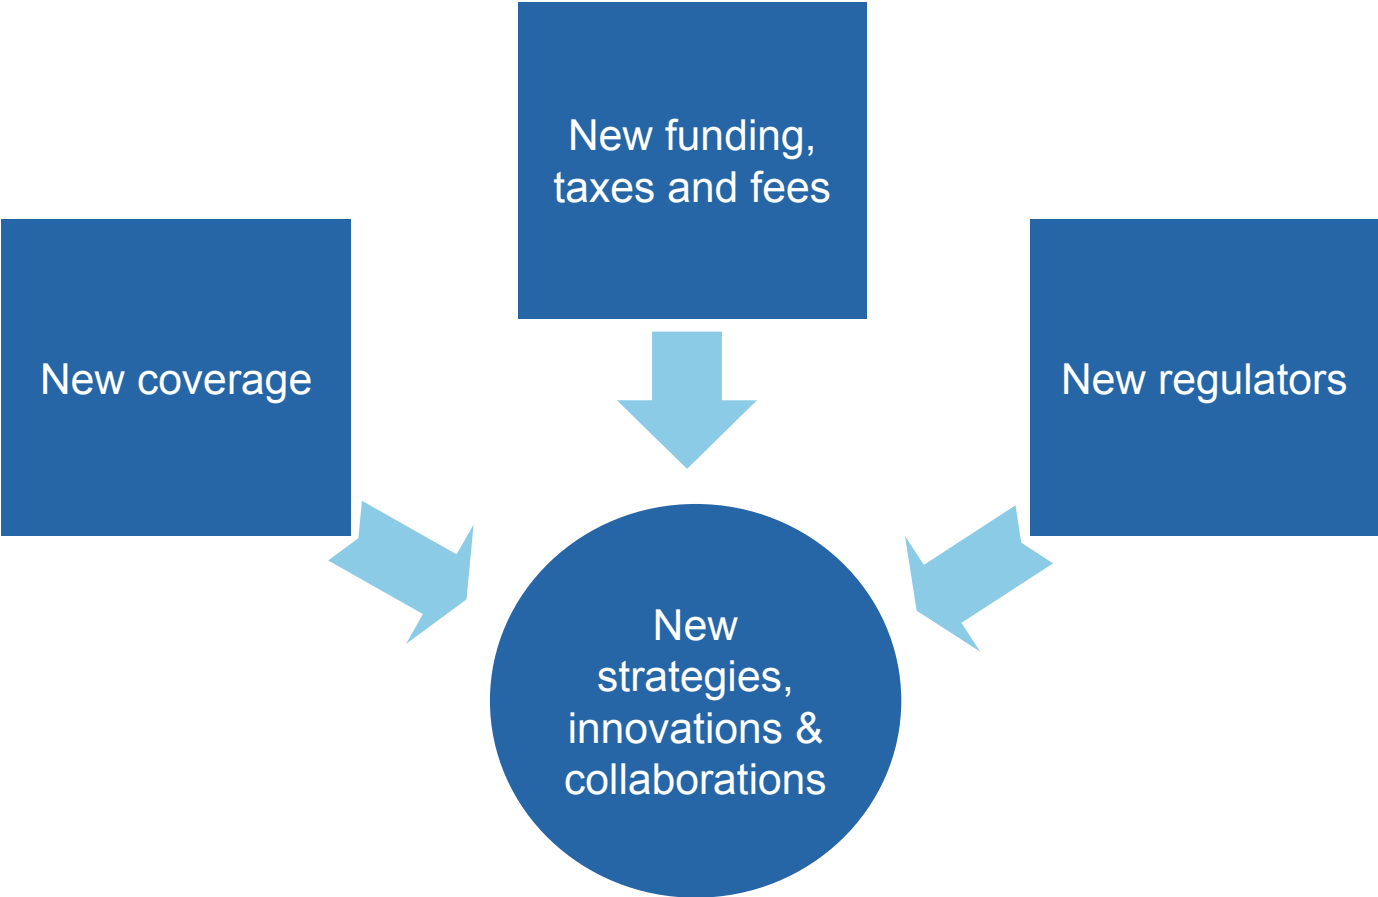 New funding,
taxes and fees
New coverage
New regulators
New
strategies,
innovations &
collaborations